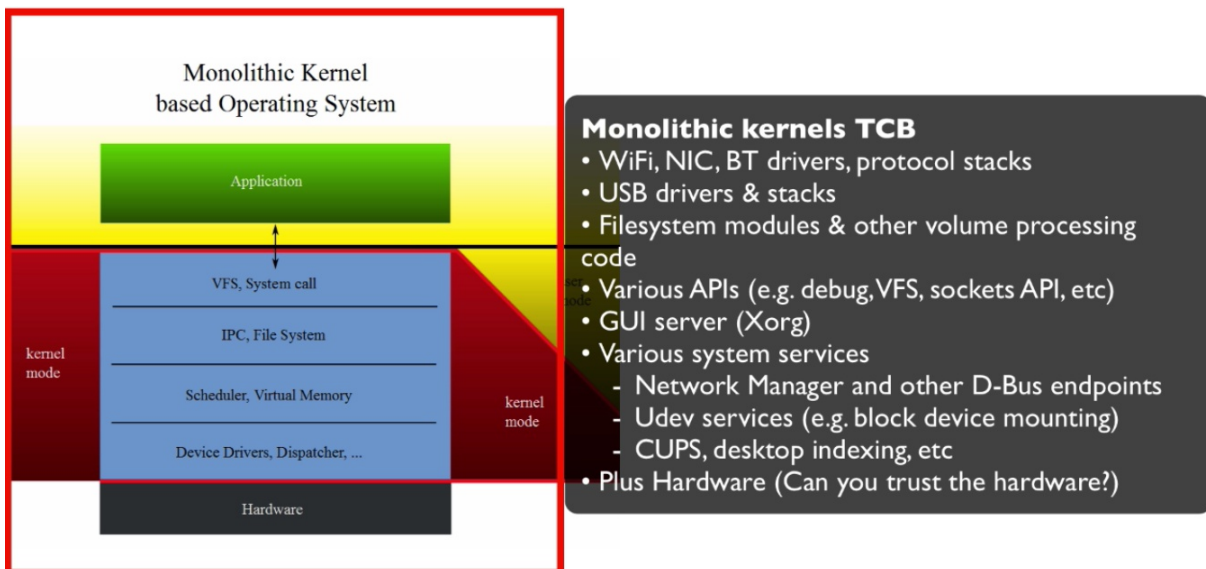 Monolithic Kernel
based Operating System
Application
VFS, System call
IPC, File System
Scheduler, Virtual Memory
Device Drivers, Dispatcher, ...
Hardware
kernel
mode
kernel
mode
Monolithic kernels TCB
• WiFi, NIC, BT drivers, protocol stacks
• USB drivers & stacks
• Filesystem modules & other volume processing
code
• Various APIs (e.g. debug, VFS, sockets API, etc)
• GUI server (Xorg)
• Various system services
- Network Manager and other D-Bus endpoints
- Udev services (e.g. block device mounting)
- CUPS, desktop indexing, etc
• Plus Hardware (Can you trust the hardware?)